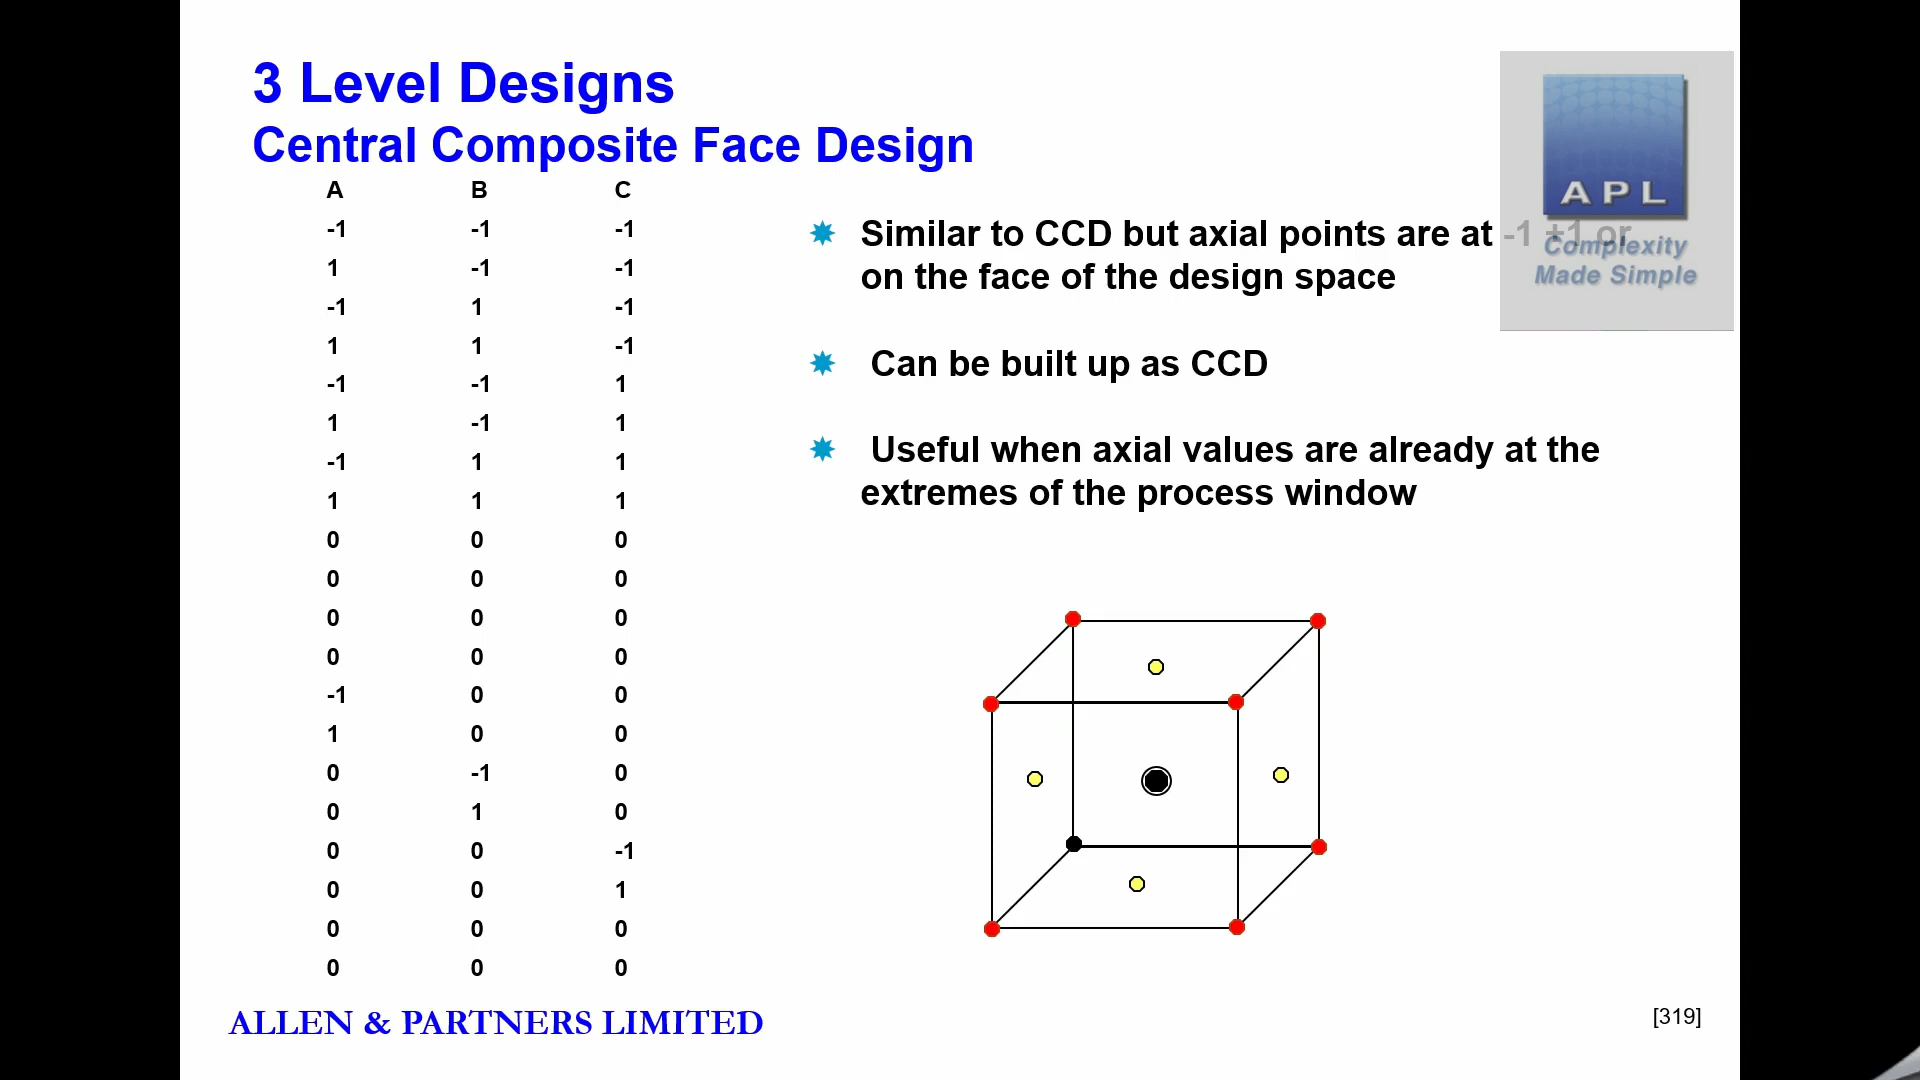 3 Level Designs
Central Composite Face Design
A B C
-1 -1 -1
1 -1 -1
-1 1 -1
1 1 -1
-1 -1 1
1 -1 1
-1 1 1
1 1 1
0 0 0
0 0 0
0 0 0
0 0 0
-1 0 0
1 0 0
0 -1 0
0 1 0
0 0 -1
0 0 1
0 0 0
0 0 0
Similar to CCD but axial points are at -1 +1 or
on the face of the design space
Can be built up as CCD
Useful when axial values are already at the
extremes of the process window
APL
Complexity
Made Simple
ALLEN & PARTNERS LIMITED
[319]